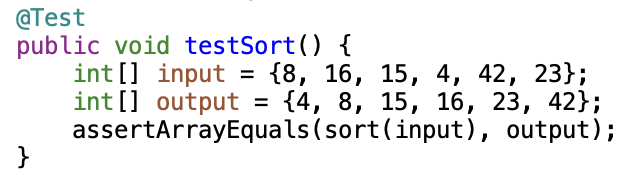 @Test
public void testSort() {
    int[] input = {8, 16, 15, 4, 42, 23};
    int[] output = {4, 8, 15, 16, 23, 42};
    assertArrayEquals(sort(input), output);
}